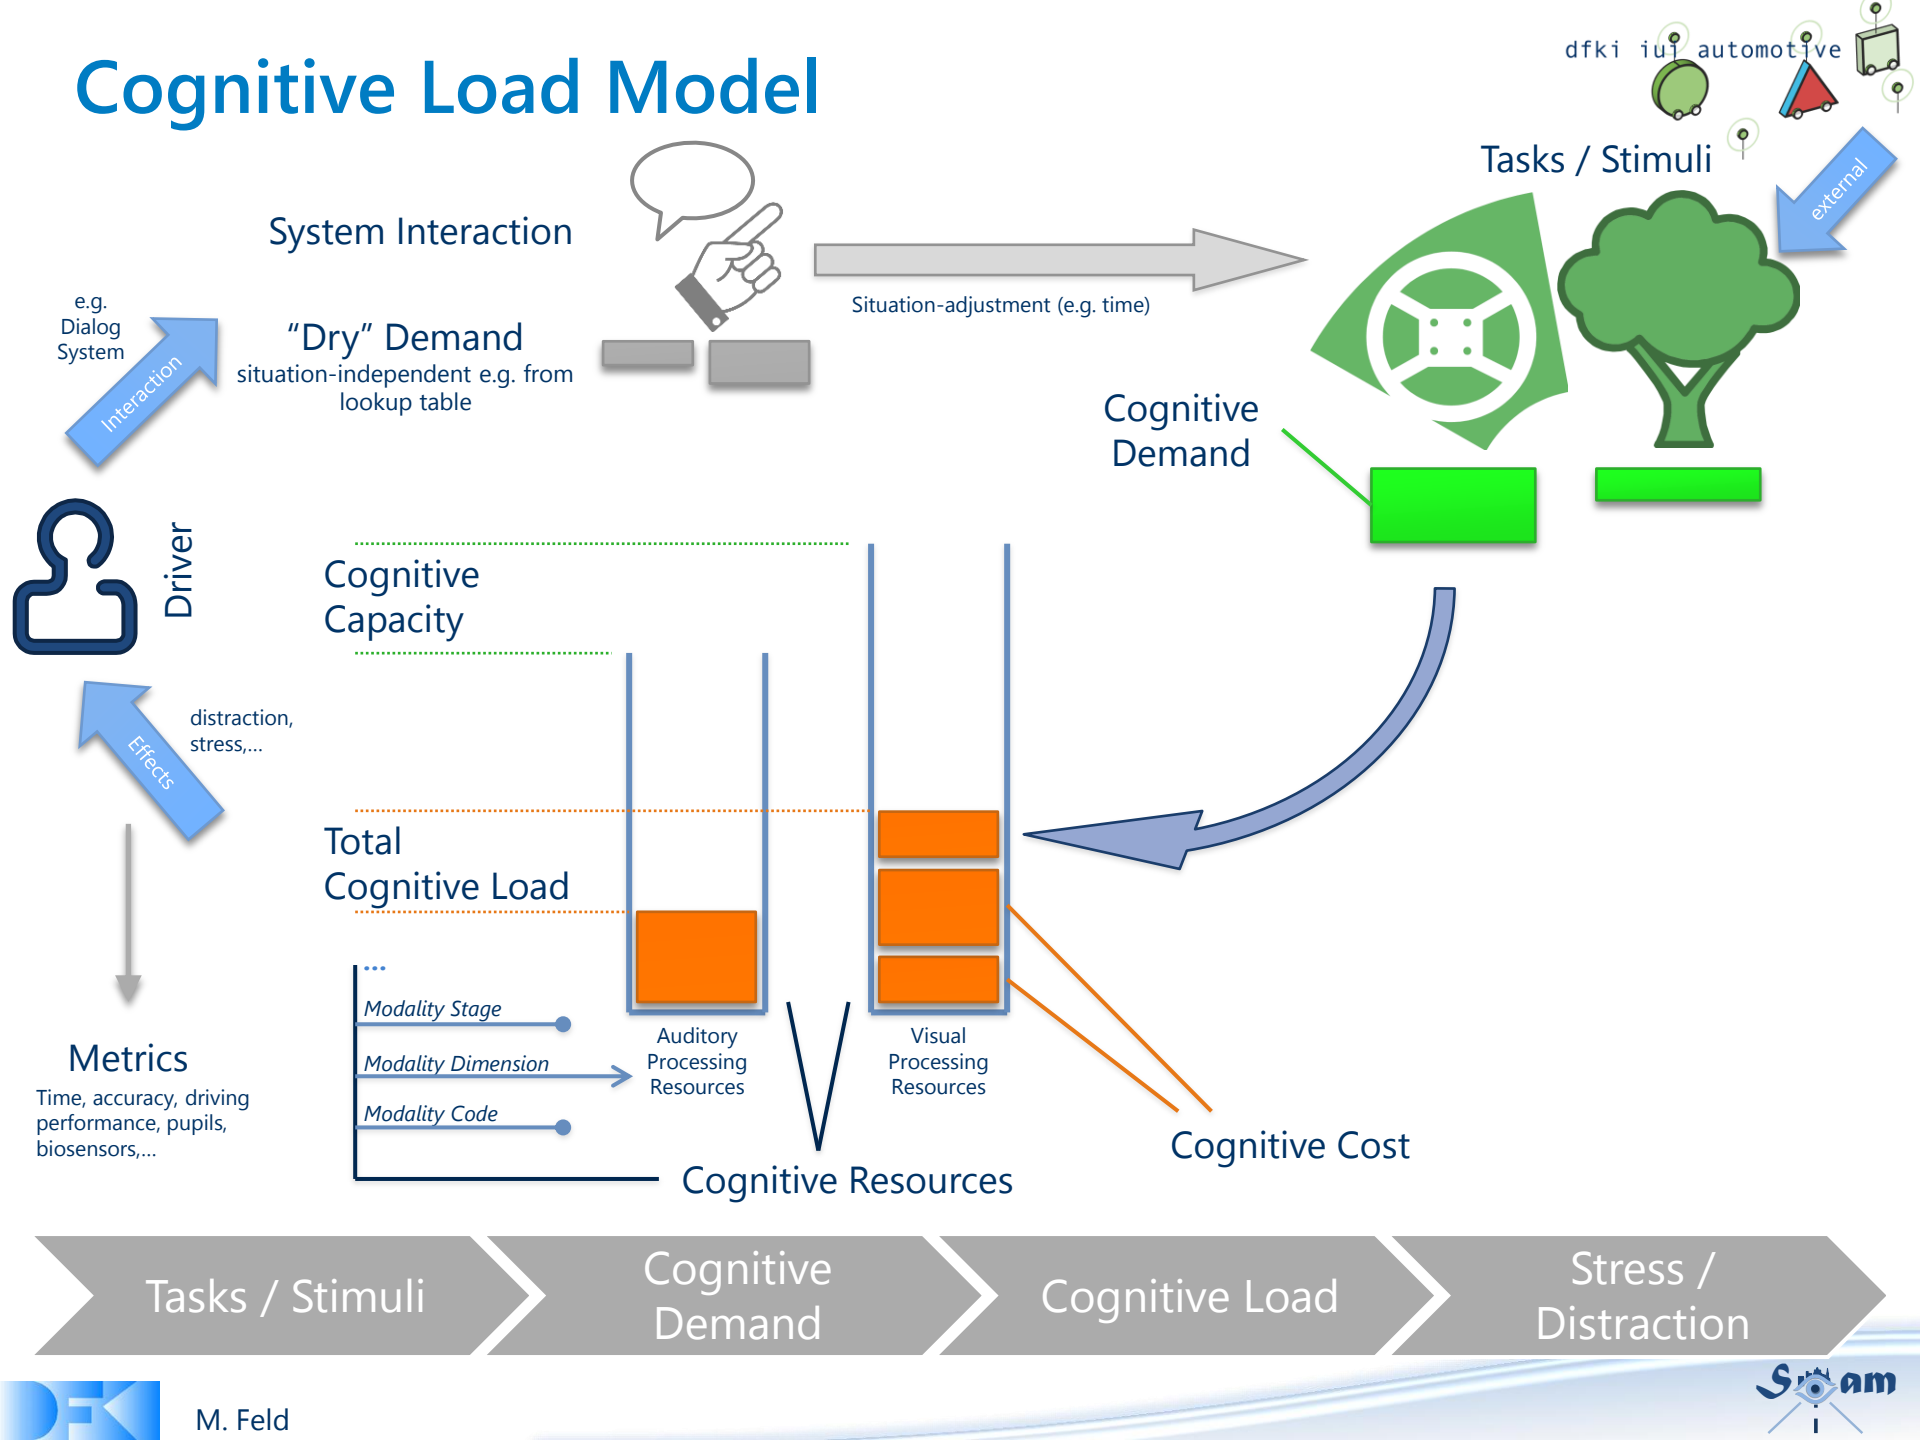 Cognitive Load Model
dfki iui automotive
Tasks / Stimuli
external
System Interaction
Situation-adjustment (e.g. time)
e.g.
Dialog
System
Interaction
“Dry” Demand
situation-independent e.g. from
lookup table
Cognitive
Demand
Driver
Cognitive
Capacity
distraction,
stress,...
Effects
Total
Cognitive Load
...
Modality Stage
Modality Dimension
Modality Code
Auditory
Processing
Resources
Visual
Processing
Resources
Metrics
Time, accuracy, driving
performance, pupils,
biosensors,...
Cognitive Cost
Cognitive Resources
Tasks / Stimuli
Cognitive
Demand
Cognitive Load
Stress /
Distraction
DFK
M. Feld